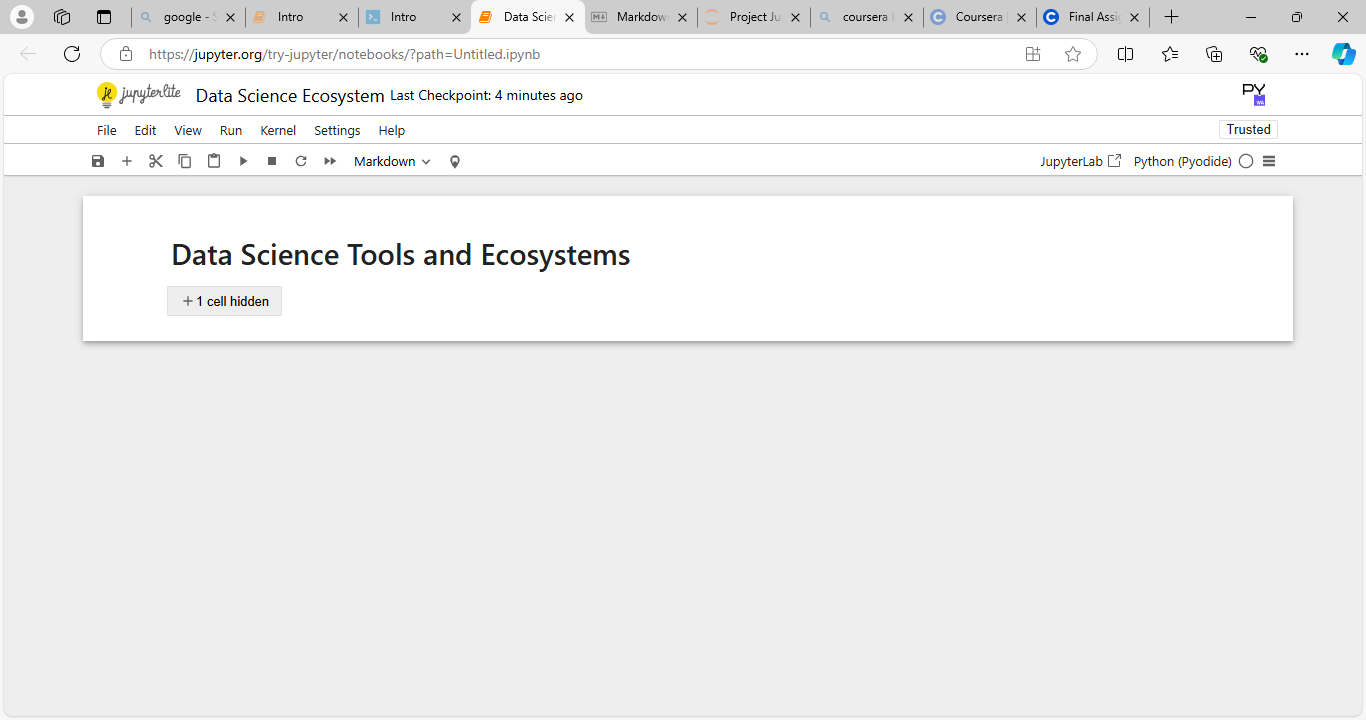 google - S
Intro
Intro
Data Scien
Markdown
Project Ju
coursera
Coursera
Final Assig
https://jupyter.org/try-jupyter/notebooks/?path=Untitled.ipynb
jupyterlite Data Science Ecosystem Last Checkpoint: 4 minutes ago PY
File Edit View Run Kernel Settings Help Trusted
Markdown JupyterLab Python (Pyodide)
Data Science Tools and Ecosystems
+ 1 cell hidden